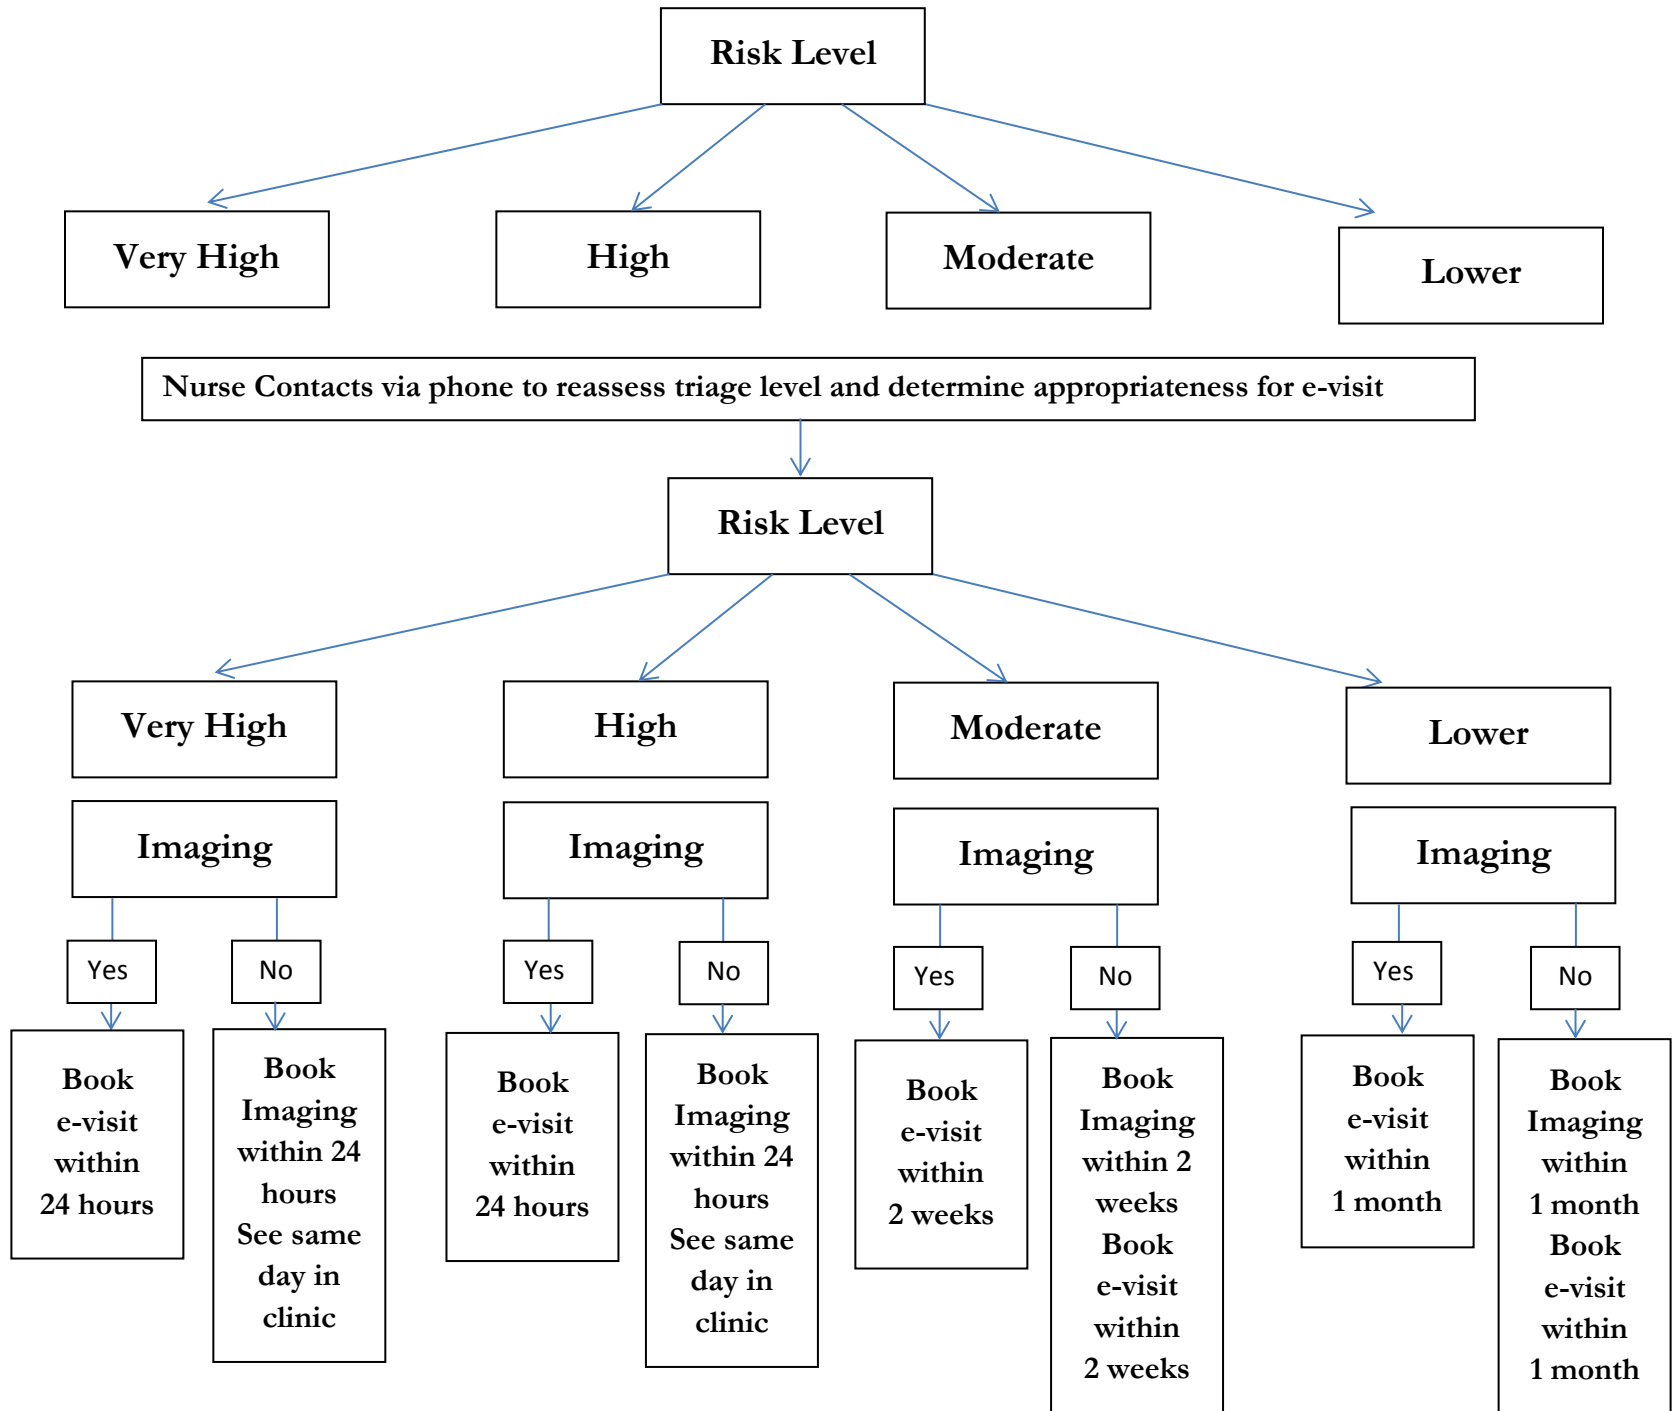 Risk Level
Very High
High
Moderate
Lower
Nurse Contacts via phone to reassess triage level and determine appropriateness for e-visit
Risk Level
Very High
High
Moderate
Lower
Imaging
Imaging
Imaging
Imaging
Yes
No
Yes
No
Yes
No
Yes
No
Book
e-visit
within
24 hours
Book
Imaging
within 24
hours
See same
day in
clinic
Book
e-visit
within
24 hours
Book
Imaging
within 24
hours
See same
day in
clinic
Book
e-visit
within
2 weeks
Book
Imaging
within 2
weeks
Book
e-visit
within
2 weeks
Book
e-visit
within
1 month
Book
Imaging
within
1 month
Book
e-visit
within
1 month